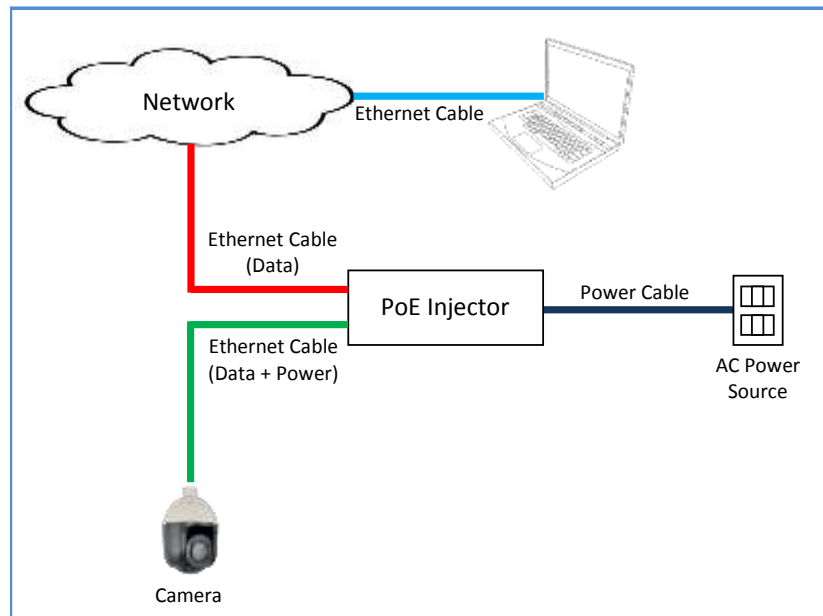 Network
Ethernet Cable
Ethernet Cable
(Data)
PoE Injector
Power Cable
Ethernet Cable
(Data + Power)
AC Power
Source
Camera